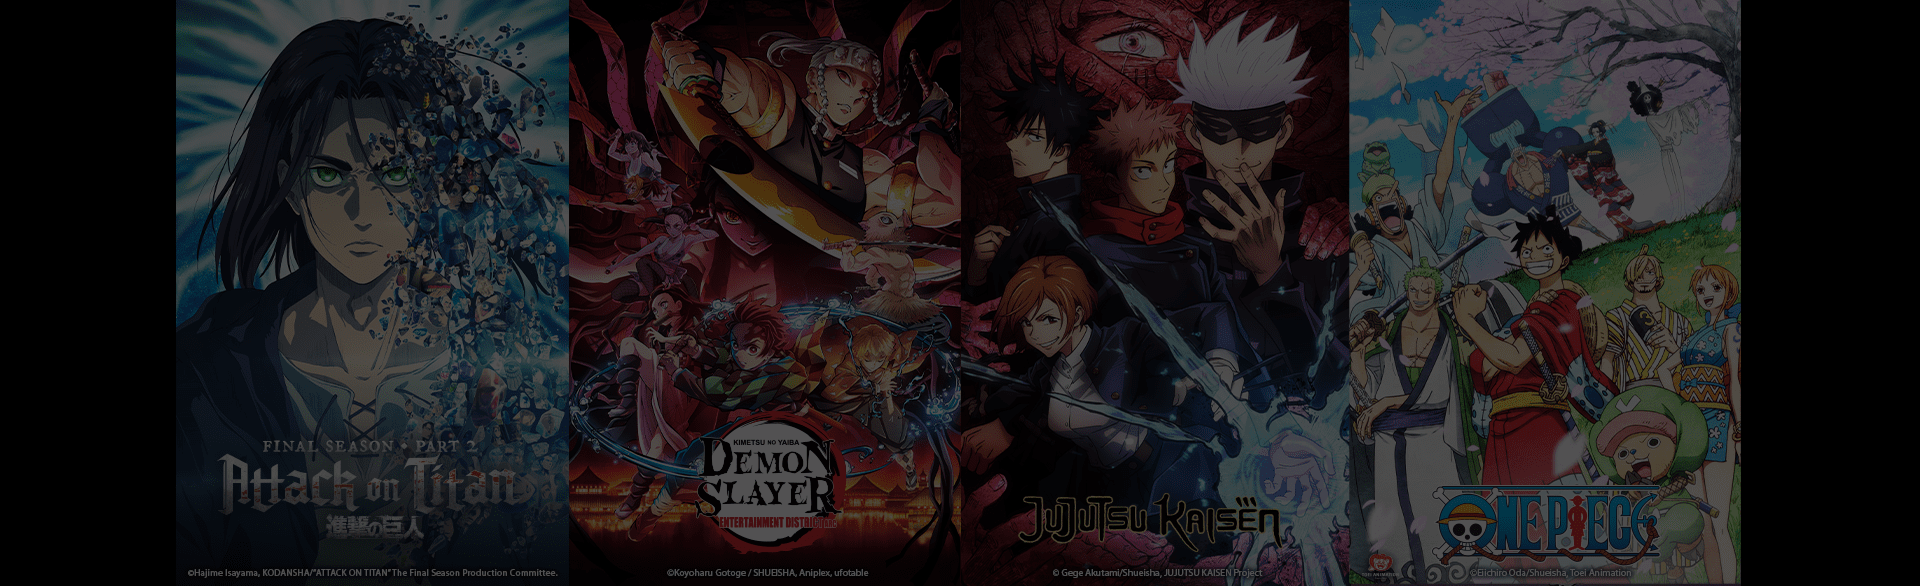 FINAL SEASON • PART 2
Attack on Titan
進撃の巨人
©Hajime Isayama, KODANSHA/"ATTACK ON TITAN"The Final Season Production Committee.
KIMETSU NO YAIBA
DEMON
SLAYER
ENTERTAINMENT DISTRICT ARC
©Koyoharu Gotoge / SHUEISHA, Aniplex, ufotable
JUJUTSU KAISEN
© Gege Akutami/Shueisha, JUJUTSU KAISEN Project
ONE PIECE
TOEI ANIMATION
©Eiichiro Oda/Shueisha, Toei Animation